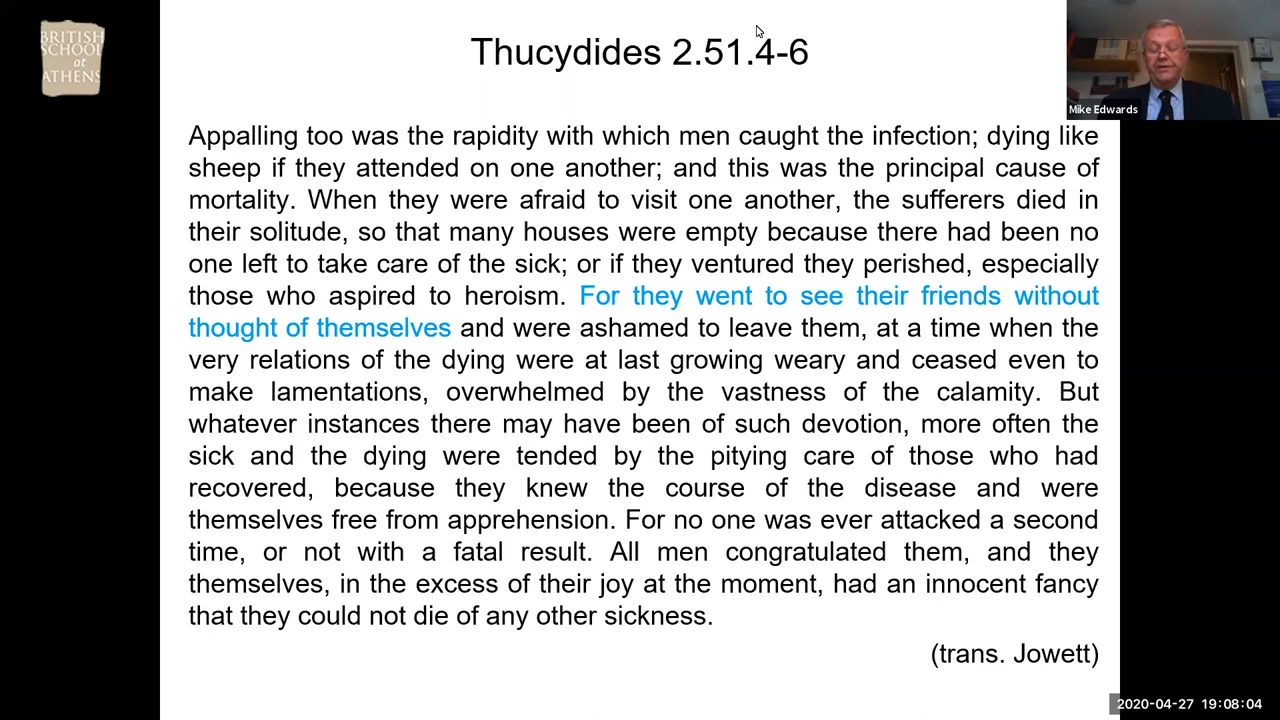 BRITISH
SCHOOL
at
ATHENS
Thucydides 2.51.4-6
Mike Edwards
Appalling too was the rapidity with which men caught the infection; dying like
sheep if they attended on one another; and this was the principal cause of
mortality. When they were afraid to visit one another, the sufferers died in
their solitude, so that many houses were empty because there had been no
one left to take care of the sick; or if they ventured they perished, especially
those who aspired to heroism. For they went to see their friends without
thought of themselves and were ashamed to leave them, at a time when the
very relations of the dying were at last growing weary and ceased even to
make lamentations, overwhelmed by the vastness of the calamity. But
whatever instances there may have been of such devotion, more often the
sick and the dying were tended by the pitying care of those who had
recovered, because they knew the course of the disease and were
themselves free from apprehension. For no one was ever attacked a second
time, or not with a fatal result. All men congratulated them, and they
themselves, in the excess of their joy at the moment, had an innocent fancy
that they could not die of any other sickness.
(trans. Jowett)
2020-04-27 19:08:04